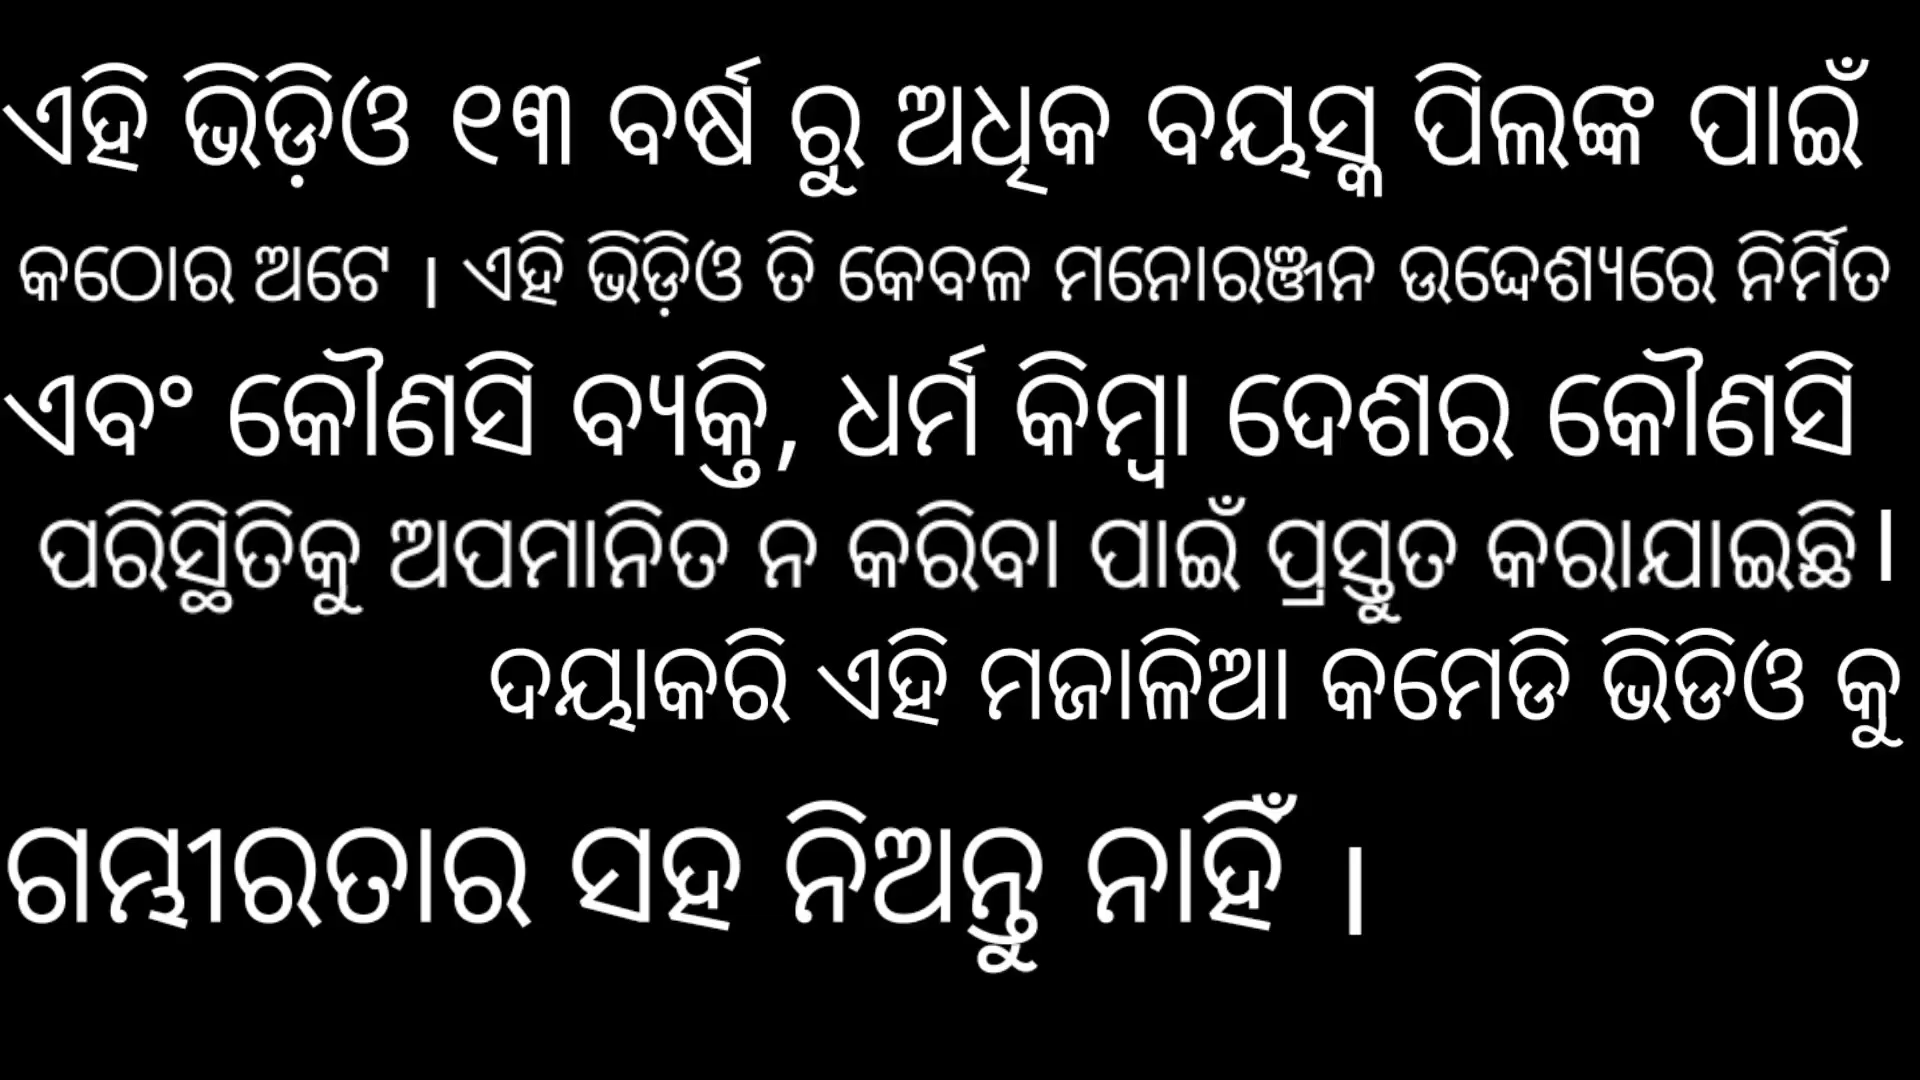 ଏହି ଭିଡ଼ିଓ ୧୩ ବର୍ଷ ରୁ ଅଧିକ ବୟସ୍କ ପିଲଙ୍କ ପାଇଁ
କଠୋର ଅଟେ । ଏହି ଭିଡ଼ିଓ ତି କେବଳ ମନୋରଞ୍ଜନ ଉଦ୍ଦେଶ୍ୟରେ ନିର୍ମିତ
ଏବଂ କୌଣସି ବ୍ୟକ୍ତି, ଧର୍ମ କିମ୍ବା ଦେଶର କୌଣସି
ପରିସ୍ଥିତିକୁ ଅପମାନିତ ନ କରିବା ପାଇଁ ପ୍ରସ୍ତୁତ କରାଯାଇଛି ।
ଦୟାକରି ଏହି ମଜାଳିଆ କମେଡି ଭିଡିଓ କୁ
ଗମ୍ଭୀରତାର ସହ ନିଅନ୍ତୁ ନାହିଁ ।